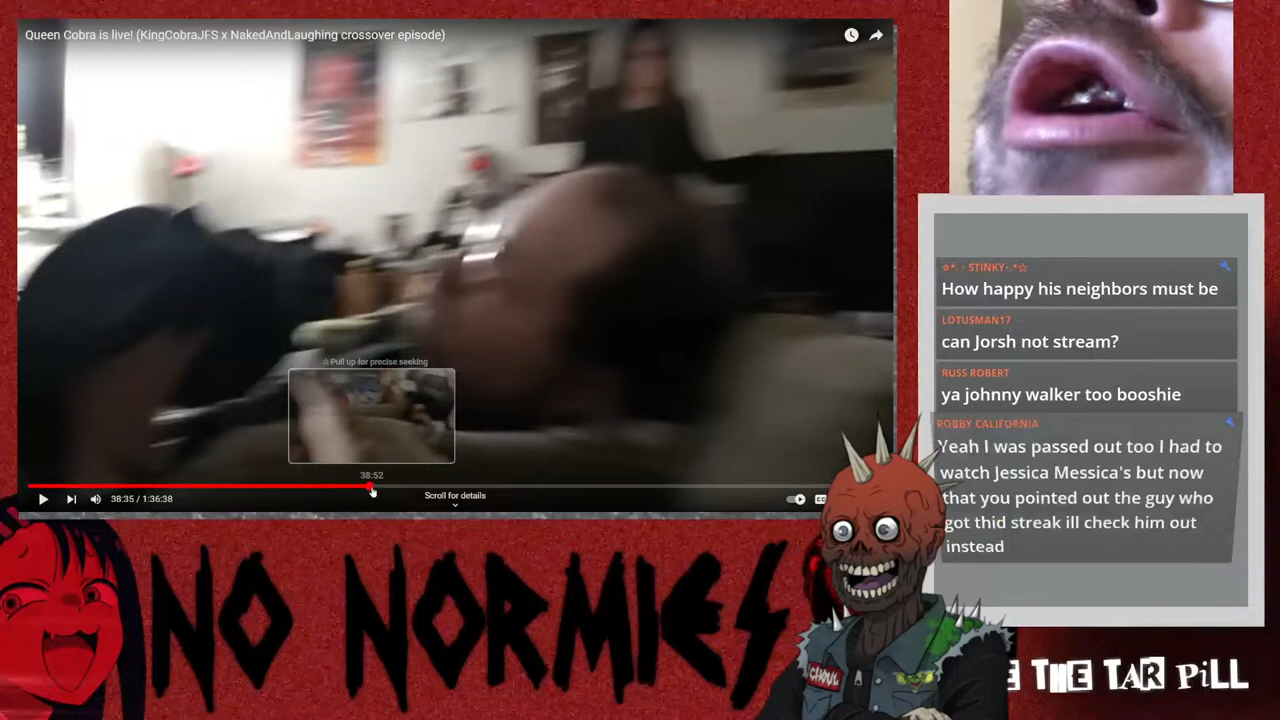 Queen Cobra is live! (KingCobraJFS x NakedAndLaughing crossover episode)
Pull up for precise seeking
38:52
38:35 / 1:36:38
Scroll for details
STINKY
How happy his neighbors must be
LOTUSMAN17
can Jorsh not stream?
RUSS ROBERT
ya johnny walker too booshie
ROBBY CALIFORNIA
Yeah I was passed out too I had to
watch Jessica Messica's but now
that you pointed out the guy who
got thid streak ill check him out
instead
NO NORMIES
GHOUL
THE TAR PiLL